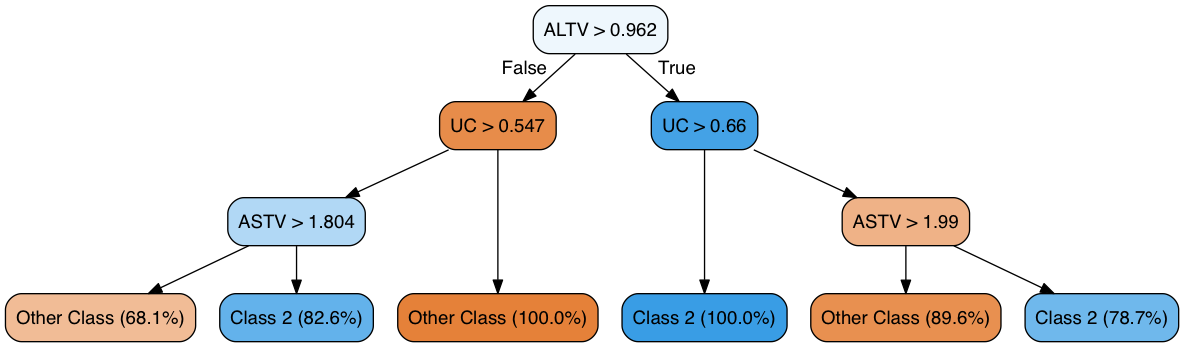 ALTV > 0.962
False
True
UC > 0.547
UC > 0.66
ASTV > 1.804
ASTV > 1.99
Other Class (68.1%)
Class 2 (82.6%)
Other Class (100.0%)
Class 2 (100.0%)
Other Class (89.6%)
Class 2 (78.7%)